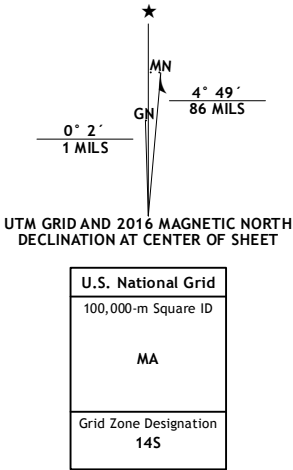 MN
GN
4° 49´
86 MILS
0° 2´
1 MILS
UTM GRID AND 2016 MAGNETIC NORTH
DECLINATION AT CENTER OF SHEET
U.S. National Grid
100,000-m Square ID
MA
Grid Zone Designation
14S